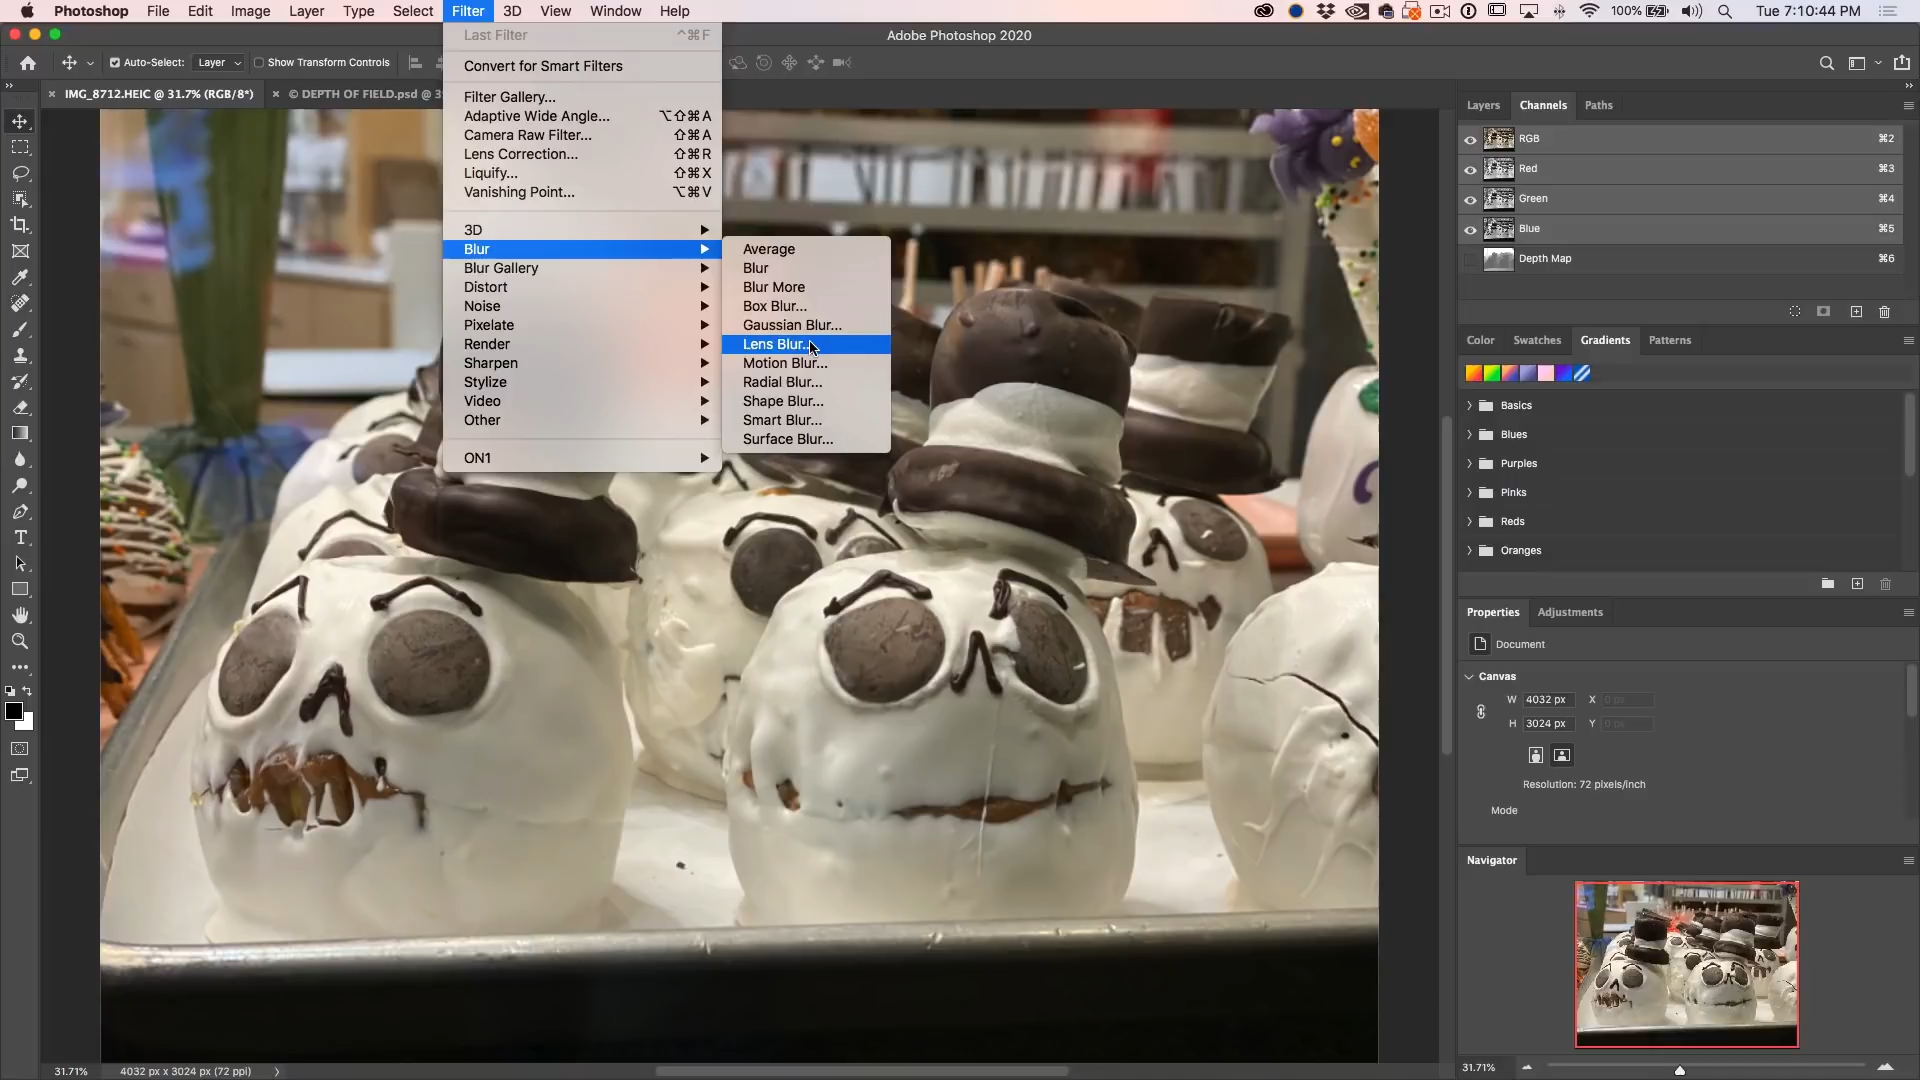 Photoshop File Edit Image Layer Type Select Filter 3D View Window Help 100% Tue 7:10:44 PM
Adobe Photoshop 2020
Auto-Select: Layer Show Transform Controls
IMG_8712.HEIC @ 31.7% (RGB/8*) © DEPTH OF FIELD.psd @ 3
Last Filter ^⌘F
Convert for Smart Filters
Filter Gallery...
Adaptive Wide Angle... ⌥⇧⌘A
Camera Raw Filter... ⇧⌘A
Lens Correction... ⇧⌘R
Liquify... ⇧⌘X
Vanishing Point... ⌥⌘V
3D
Blur
Blur Gallery
Distort
Noise
Pixelate
Render
Sharpen
Stylize
Video
Other
ON1
Average
Blur
Blur More
Box Blur...
Gaussian Blur...
Lens Blur...
Motion Blur...
Radial Blur...
Shape Blur...
Smart Blur...
Surface Blur...
Layers Channels Paths
RGB ⌘2
Red ⌘3
Green ⌘4
Blue ⌘5
Depth Map ⌘6
Color Swatches Gradients Patterns
Basics
Blues
Purples
Pinks
Reds
Oranges
Properties Adjustments
Document
Canvas
W 4032 px X 0 px
H 3024 px Y 0 px
Resolution: 72 pixels/inch
Mode
Navigator
31.71%
31.71% 4032 px x 3024 px (72 ppi)